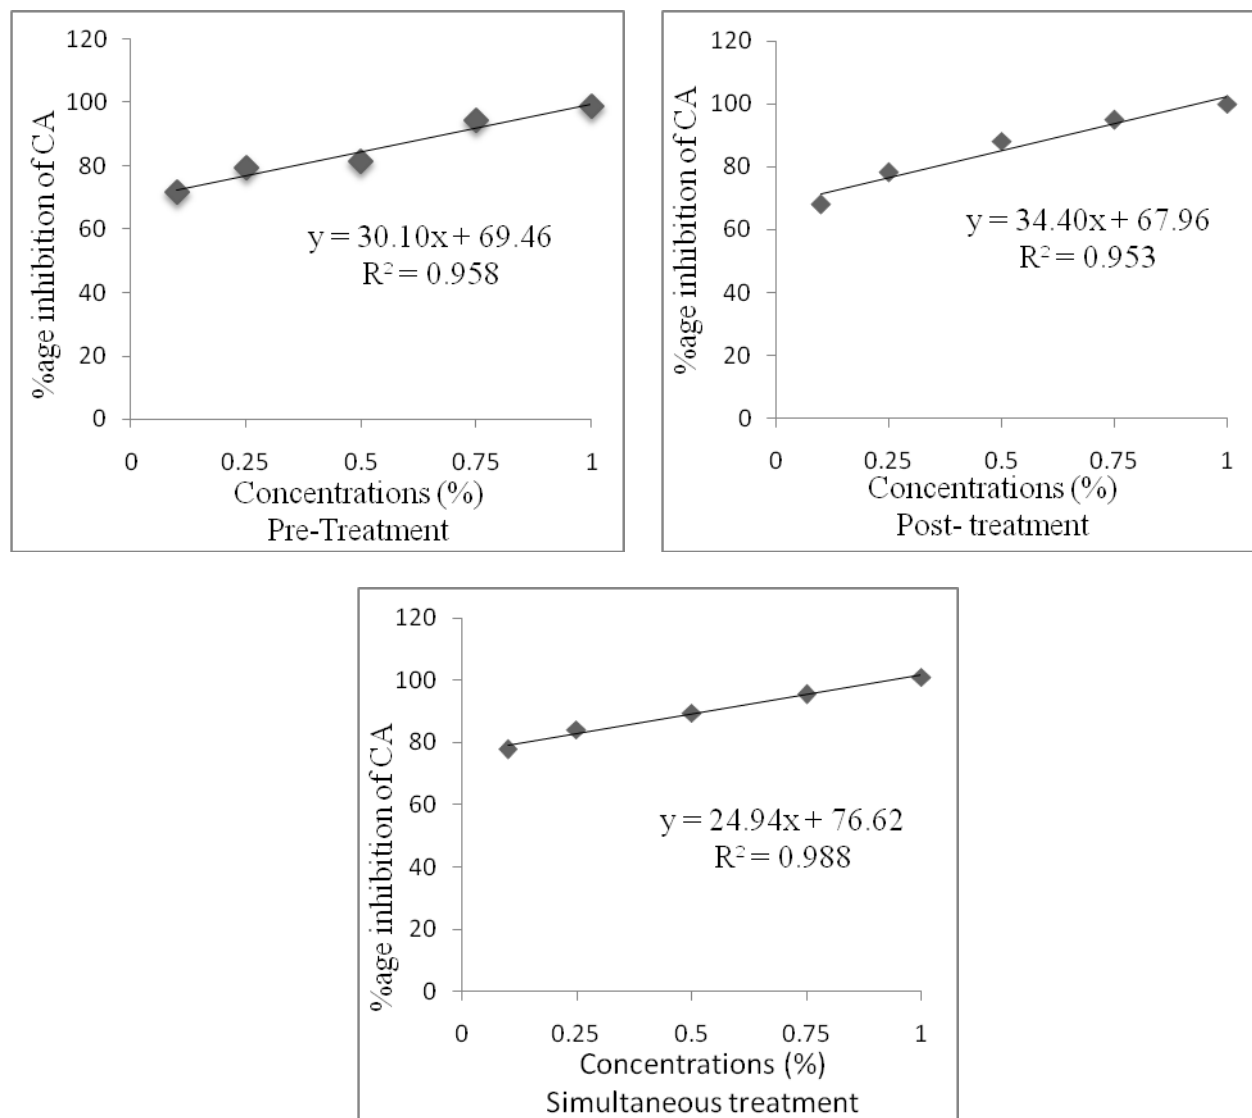 120
100
80
60
40
20
0
%age inhibition of CA
y = 30.10x + 69.46
R² = 0.958
0 0.25 0.5 0.75 1
Concentrations (%)
Pre-Treatment
120
100
80
60
40
20
0
%age inhibition of CA
y = 34.40x + 67.96
R² = 0.953
0 0.25 0.5 0.75 1
Concentrations (%)
Post- treatment
120
100
80
60
40
20
0
%age inhibition of CA
y = 24.94x + 76.62
R² = 0.988
0 0.25 0.5 0.75 1
Concentrations (%)
Simultaneous treatment